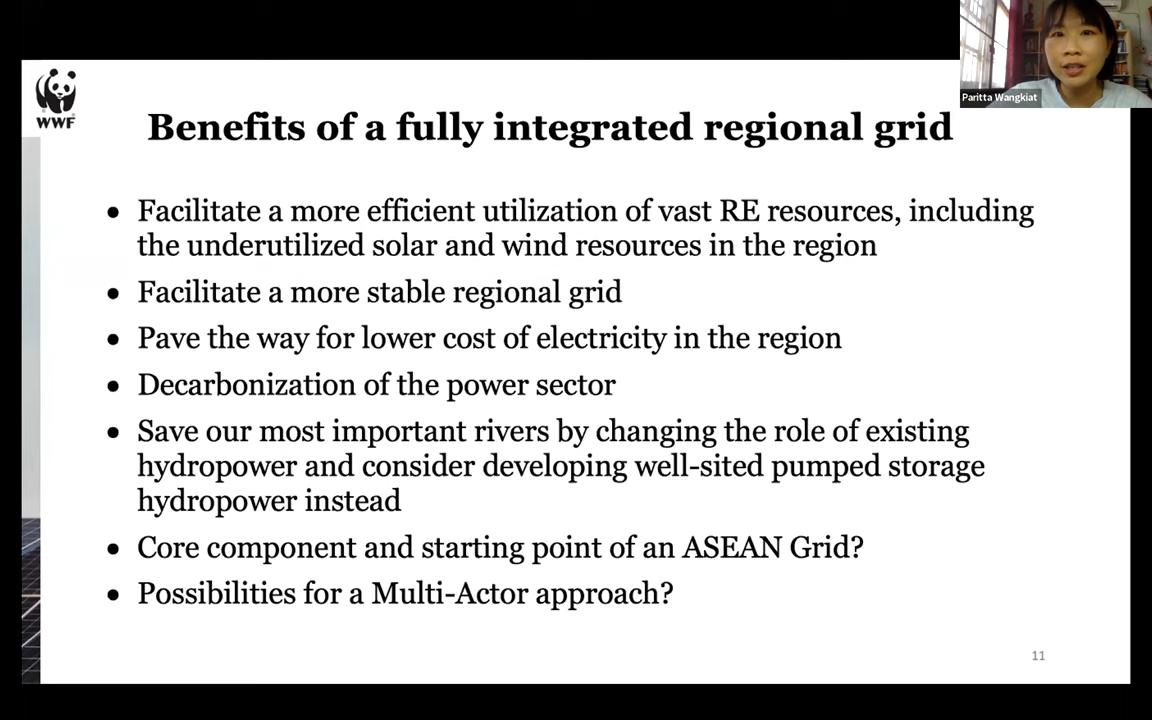 Paritta Wangkiat
WWF
Benefits of a fully integrated regional grid
• Facilitate a more efficient utilization of vast RE resources, including
the underutilized solar and wind resources in the region
• Facilitate a more stable regional grid
• Pave the way for lower cost of electricity in the region
• Decarbonization of the power sector
• Save our most important rivers by changing the role of existing
hydropower and consider developing well-sited pumped storage
hydropower instead
• Core component and starting point of an ASEAN Grid?
• Possibilities for a Multi-Actor approach?
11